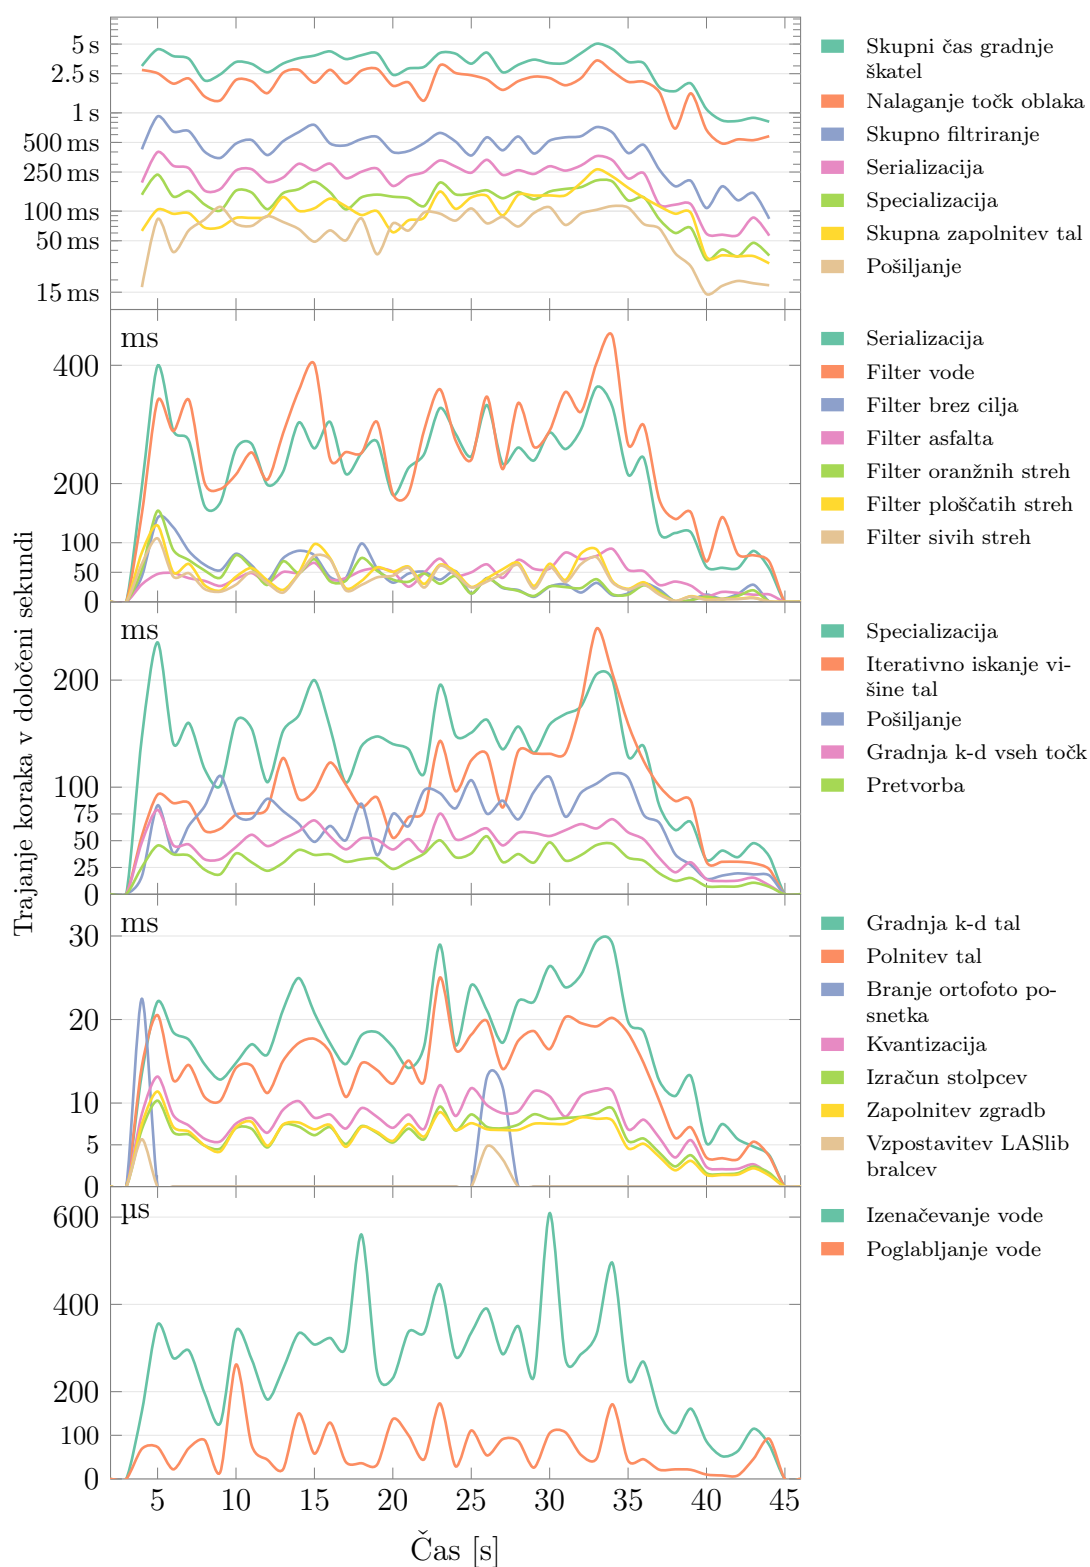 5 s
2.5 s
1 s
500 ms
250 ms
100 ms
50 ms
15 ms
Skupni čas gradnje
škatel
Nalaganje točk oblaka
Skupno filtriranje
Serializacija
Specializacija
Skupna zapolnitev tal
Pošiljanje
ms
400
200
100
50
0
Serializacija
Filter vode
Filter brez cilja
Filter asfalta
Filter oranžnih streh
Filter ploščatih streh
Filter sivih streh
Trajanje koraka v določeni sekundi
ms
200
100
75
50
25
0
Specializacija
Iterativno iskanje vi-
šine tal
Pošiljanje
Gradnja k-d vseh točk
Pretvorba
ms
30
20
10
5
0
Gradnja k-d tal
Polnitev tal
Branje ortofoto po-
snetka
Kvantizacija
Izračun stolpcev
Zapolnitev zgradb
Vzpostavitev LASlib
bralcev
µs
600
400
200
100
0
Izenačevanje vode
Poglabljanje vode
5 10 15 20 25 30 35 40 45
Čas [s]